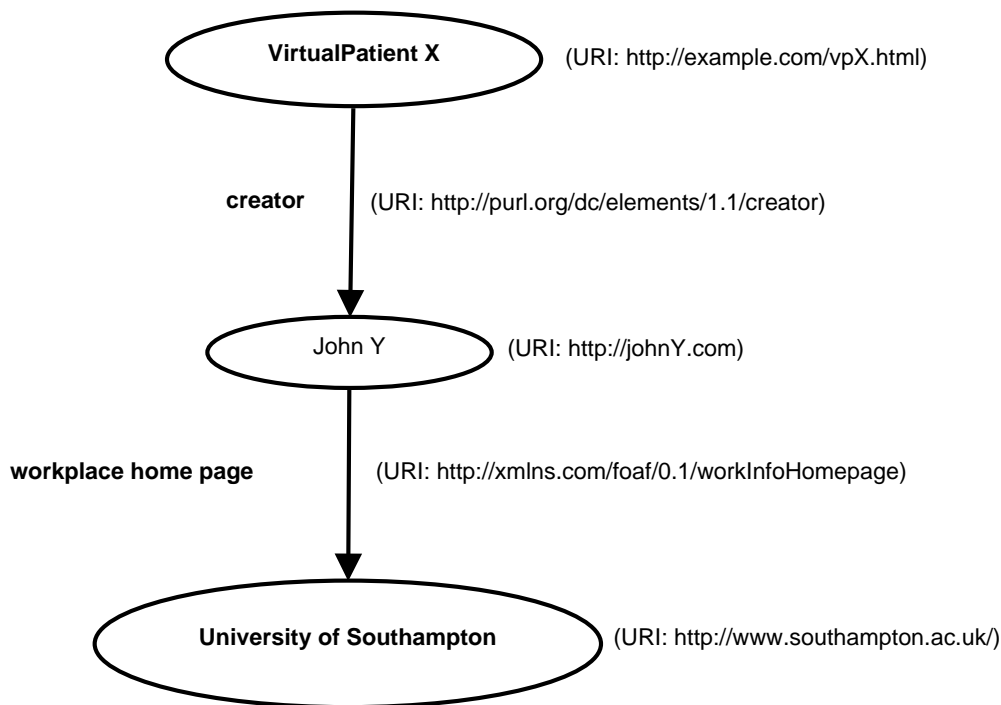 VirtualPatient X (URI: http://example.com/vpX.html)
creator (URI: http://purl.org/dc/elements/1.1/creator)
John Y (URI: http://johnY.com)
workplace home page (URI: http://xmlns.com/foaf/0.1/workInfoHomepage)
University of Southampton (URI: http://www.southampton.ac.uk/)